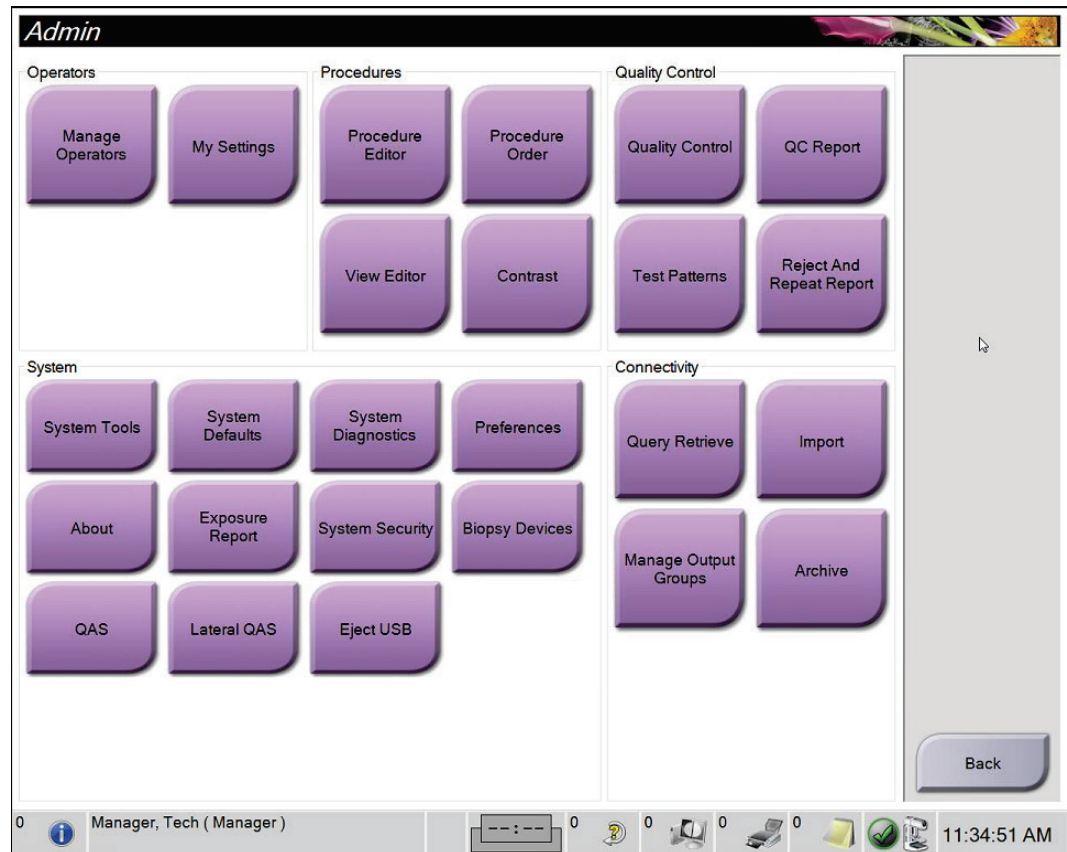 Admin
Operators
Manage
Operators
My Settings
Procedures
Procedure
Editor
Procedure
Order
View Editor
Contrast
Quality Control
Quality Control
QC Report
Test Patterns
Reject And
Repeat Report
System
System Tools
System
Defaults
System
Diagnostics
Preferences
About
Exposure
Report
System Security
Biopsy Devices
QAS
Lateral QAS
Eject USB
Connectivity
Query Retrieve
Import
Manage Output
Groups
Archive
Back
0
Manager, Tech ( Manager )
--:--
0
0
0
0
11:34:51 AM